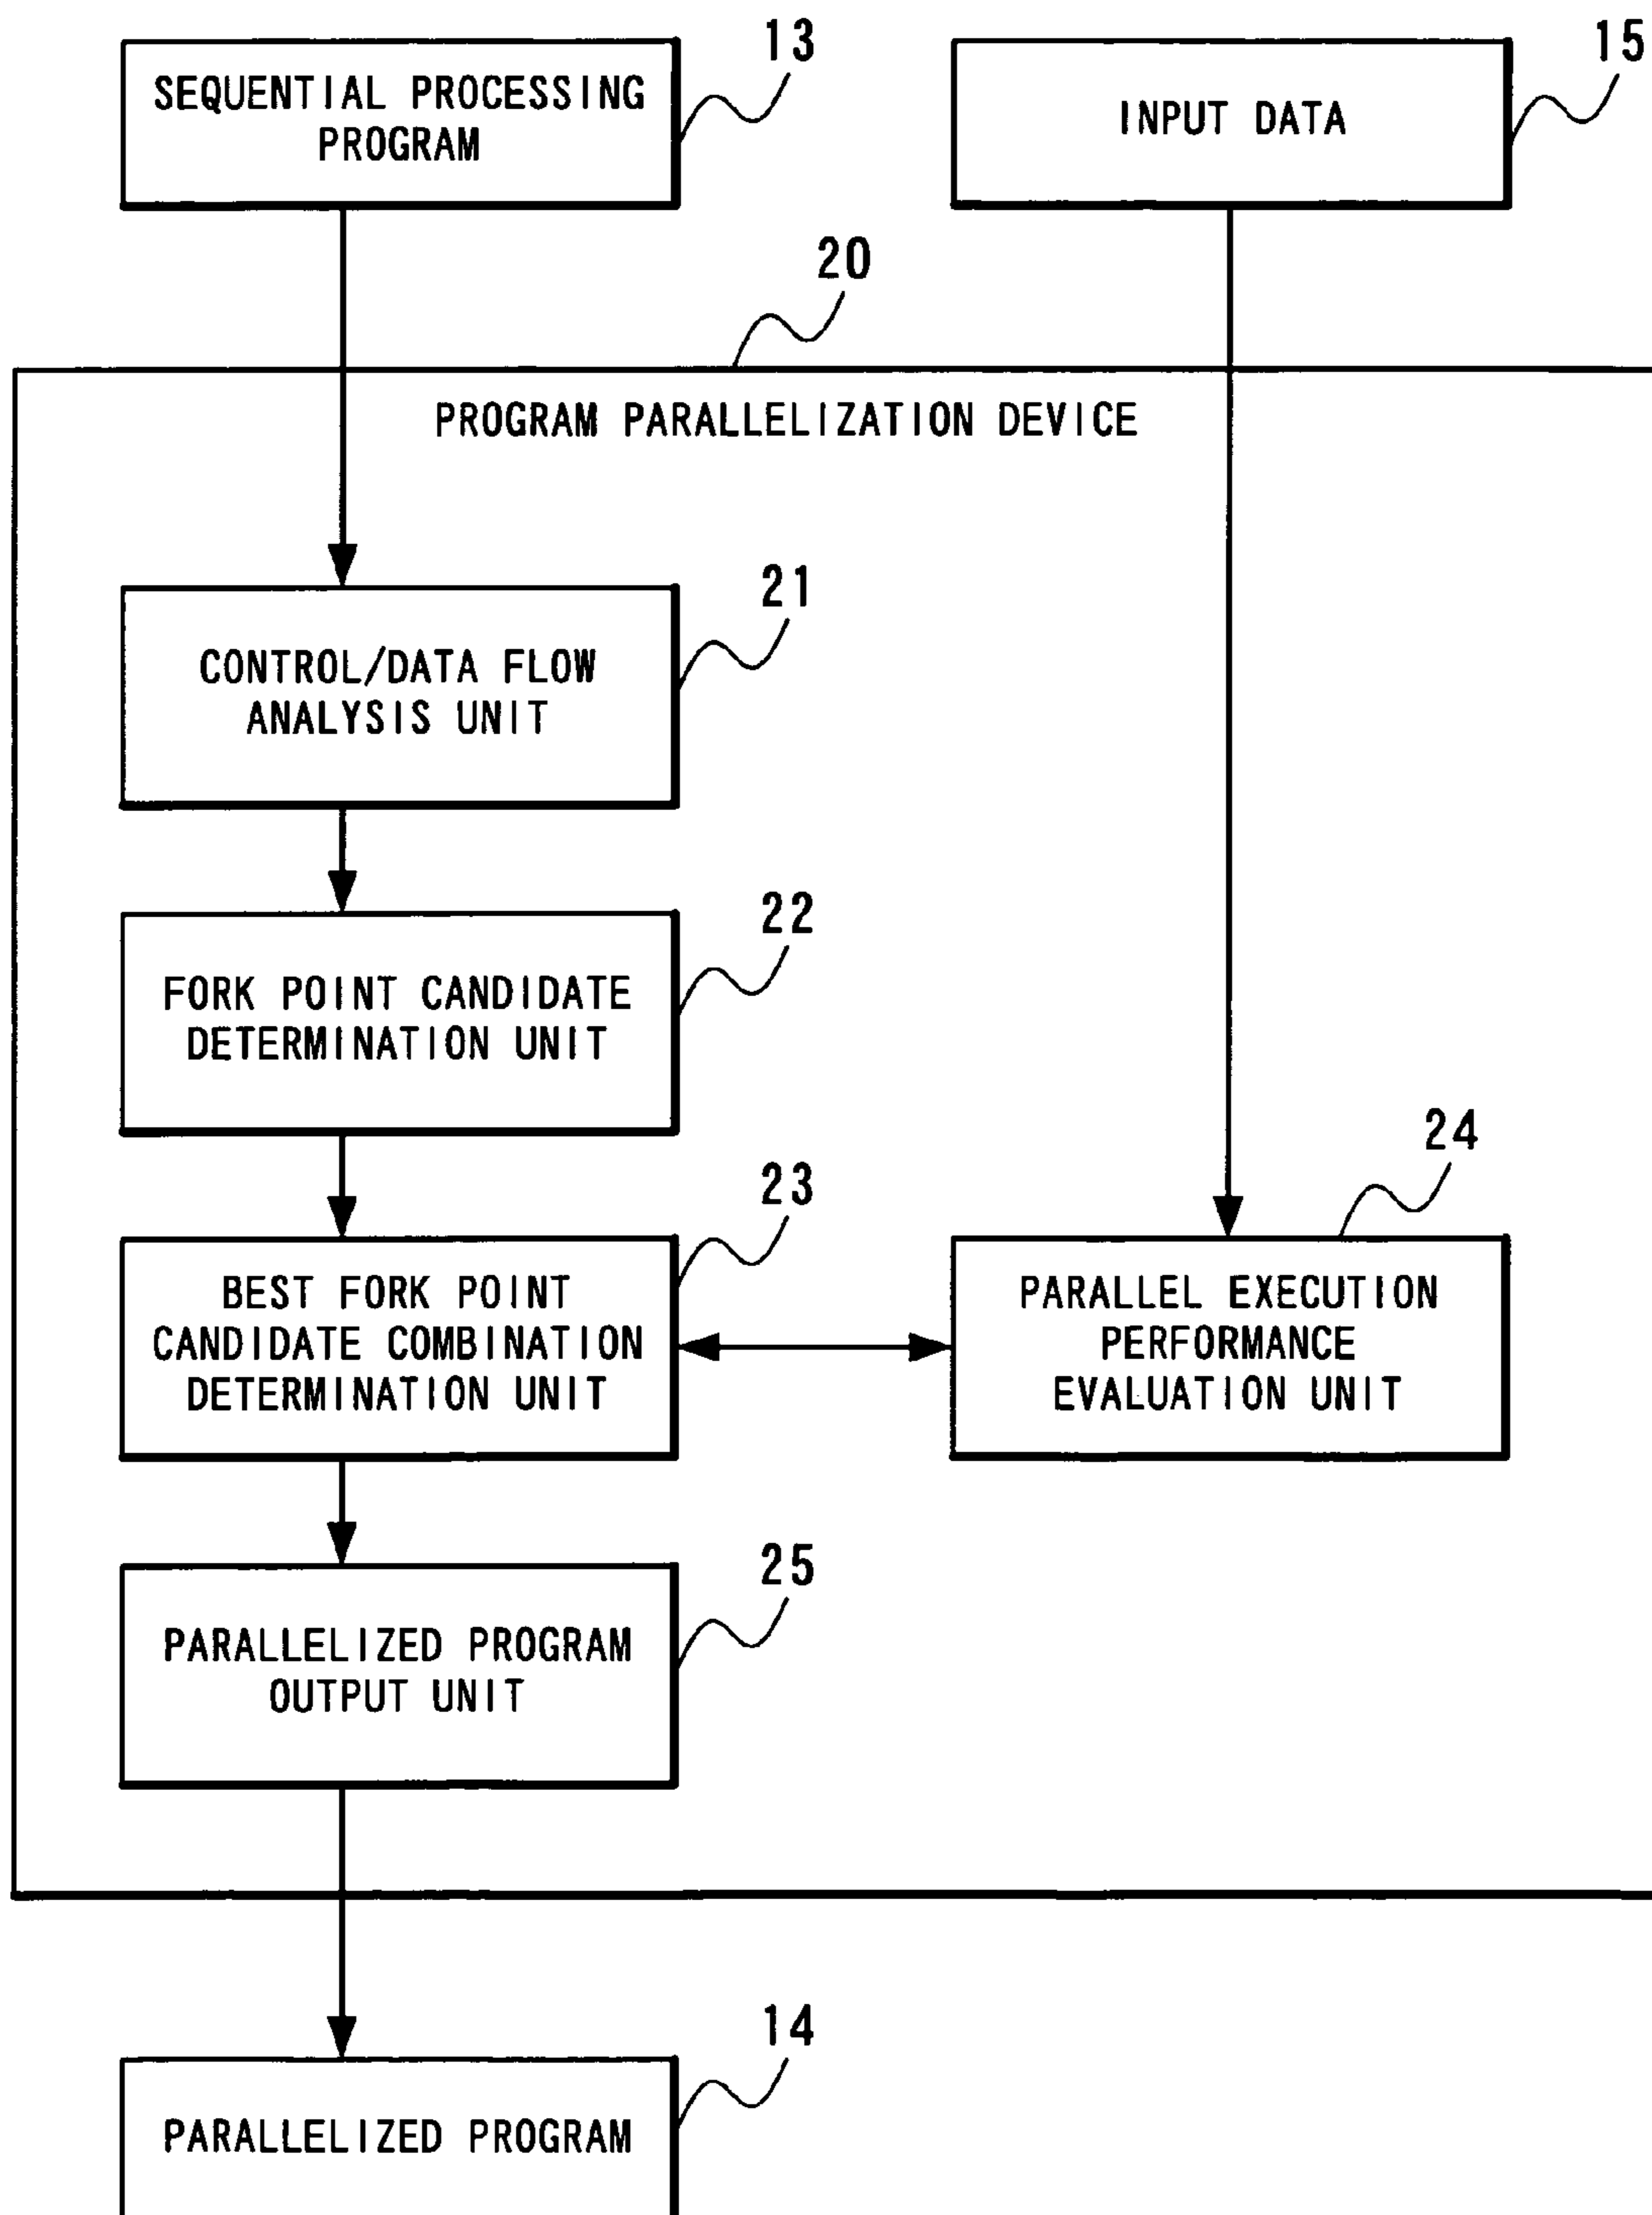 13
SEQUENTIAL PROCESSING
PROGRAM
15
INPUT DATA
20
PROGRAM PARALLELIZATION DEVICE
21
CONTROL/DATA FLOW
ANALYSIS UNIT
22
FORK POINT CANDIDATE
DETERMINATION UNIT
23
BEST FORK POINT
CANDIDATE COMBINATION
DETERMINATION UNIT
24
PARALLEL EXECUTION
PERFORMANCE
EVALUATION UNIT
25
PARALLELIZED PROGRAM
OUTPUT UNIT
14
PARALLELIZED PROGRAM